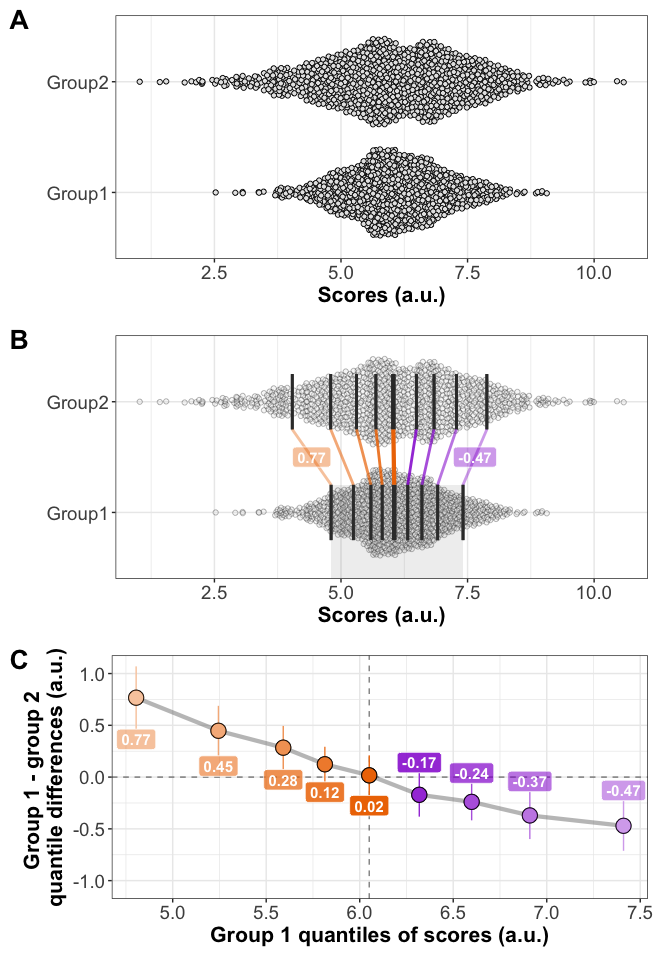 A
Group2
Group1
2.5 5.0 7.5 10.0
Scores (a.u.)
B
Group2
0.77 -0.47
Group1
2.5 5.0 7.5 10.0
Scores (a.u.)
C
Group 1 - group 2
quantile differences (a.u.)
1.0
0.5
0.0
-0.5
-1.0
0.77 0.45 0.28 0.12 0.02 -0.17 -0.24 -0.37 -0.47
5.0 5.5 6.0 6.5 7.0 7.5
Group 1 quantiles of scores (a.u.)